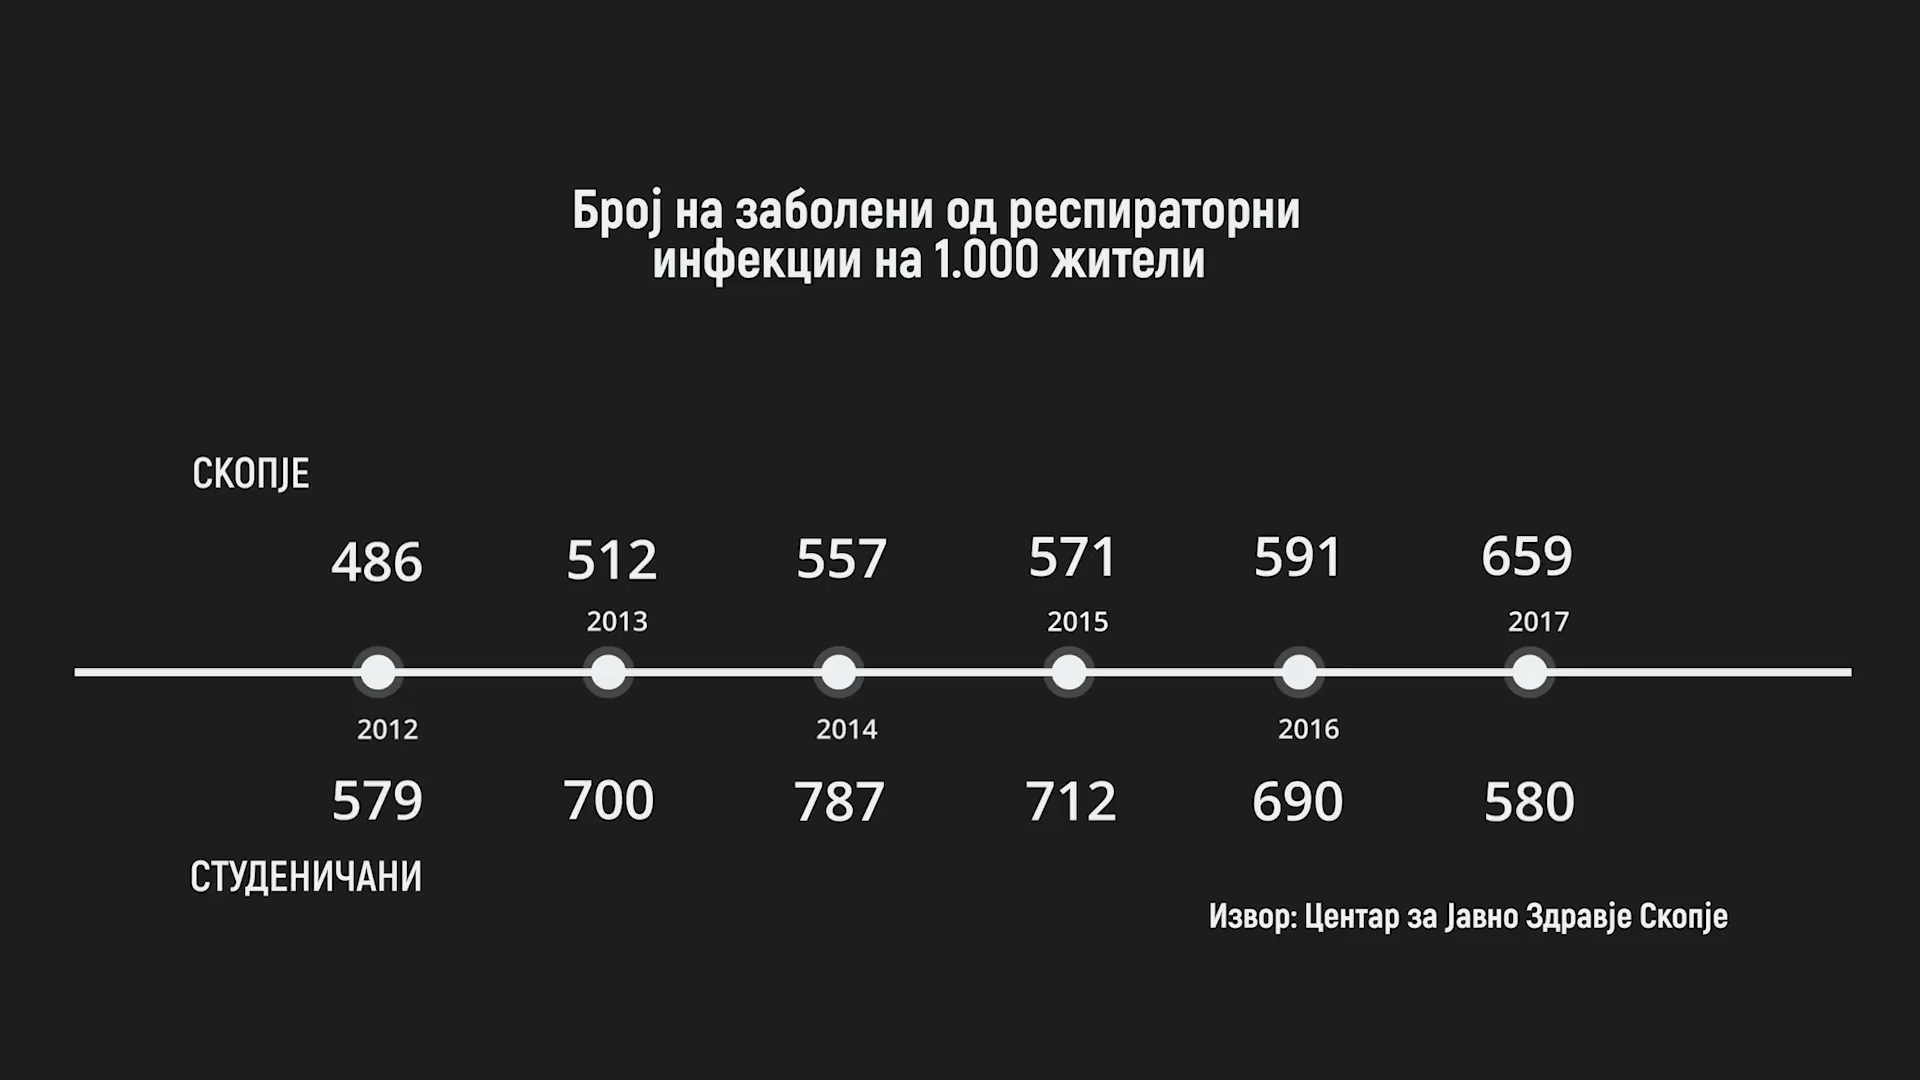 Број на заболени од респираторни
инфекции на 1.000 жители
СКОПЈЕ
486 512 557 571 591 659
2013 2015 2017
2012 2014 2016
579 700 787 712 690 580
СТУДЕНИЧАНИ
Извор: Центар за Јавно Здравје Скопје